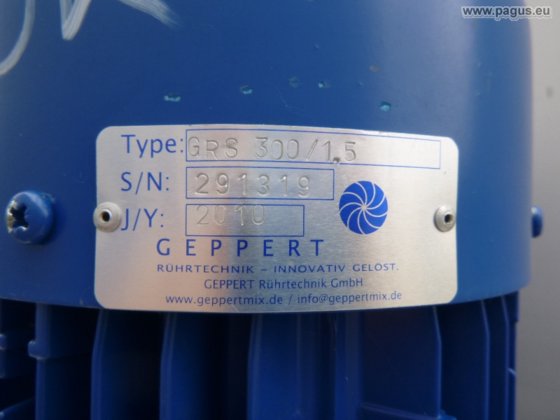 www.pagus.eu
Type: GRS 300/1,5
S/N: 291319
J/Y: 2010
GEPPERT
RÜHRTECHNIK – INNOVATIV GELÖST.
GEPPERT Rührtechnik GmbH
www.geppertmix.de / info@geppertmix.de